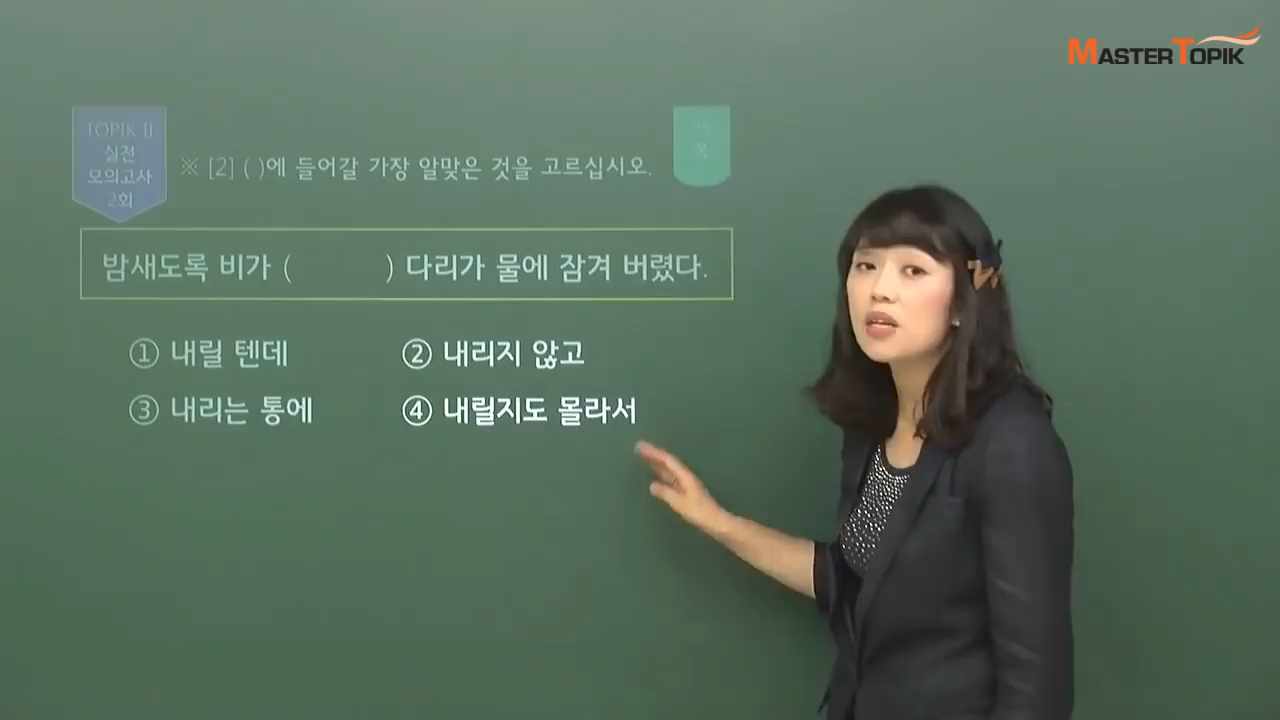 MASTER TOPIK
TOPIK II
실전
모의고사
2회
※ [2] ( )에 들어갈 가장 알맞은 것을 고르십시오.
밤새도록 비가 ( ) 다리가 물에 잠겨 버렸다.
① 내릴 텐데
② 내리지 않고
③ 내리는 통에
④ 내릴지도 몰라서